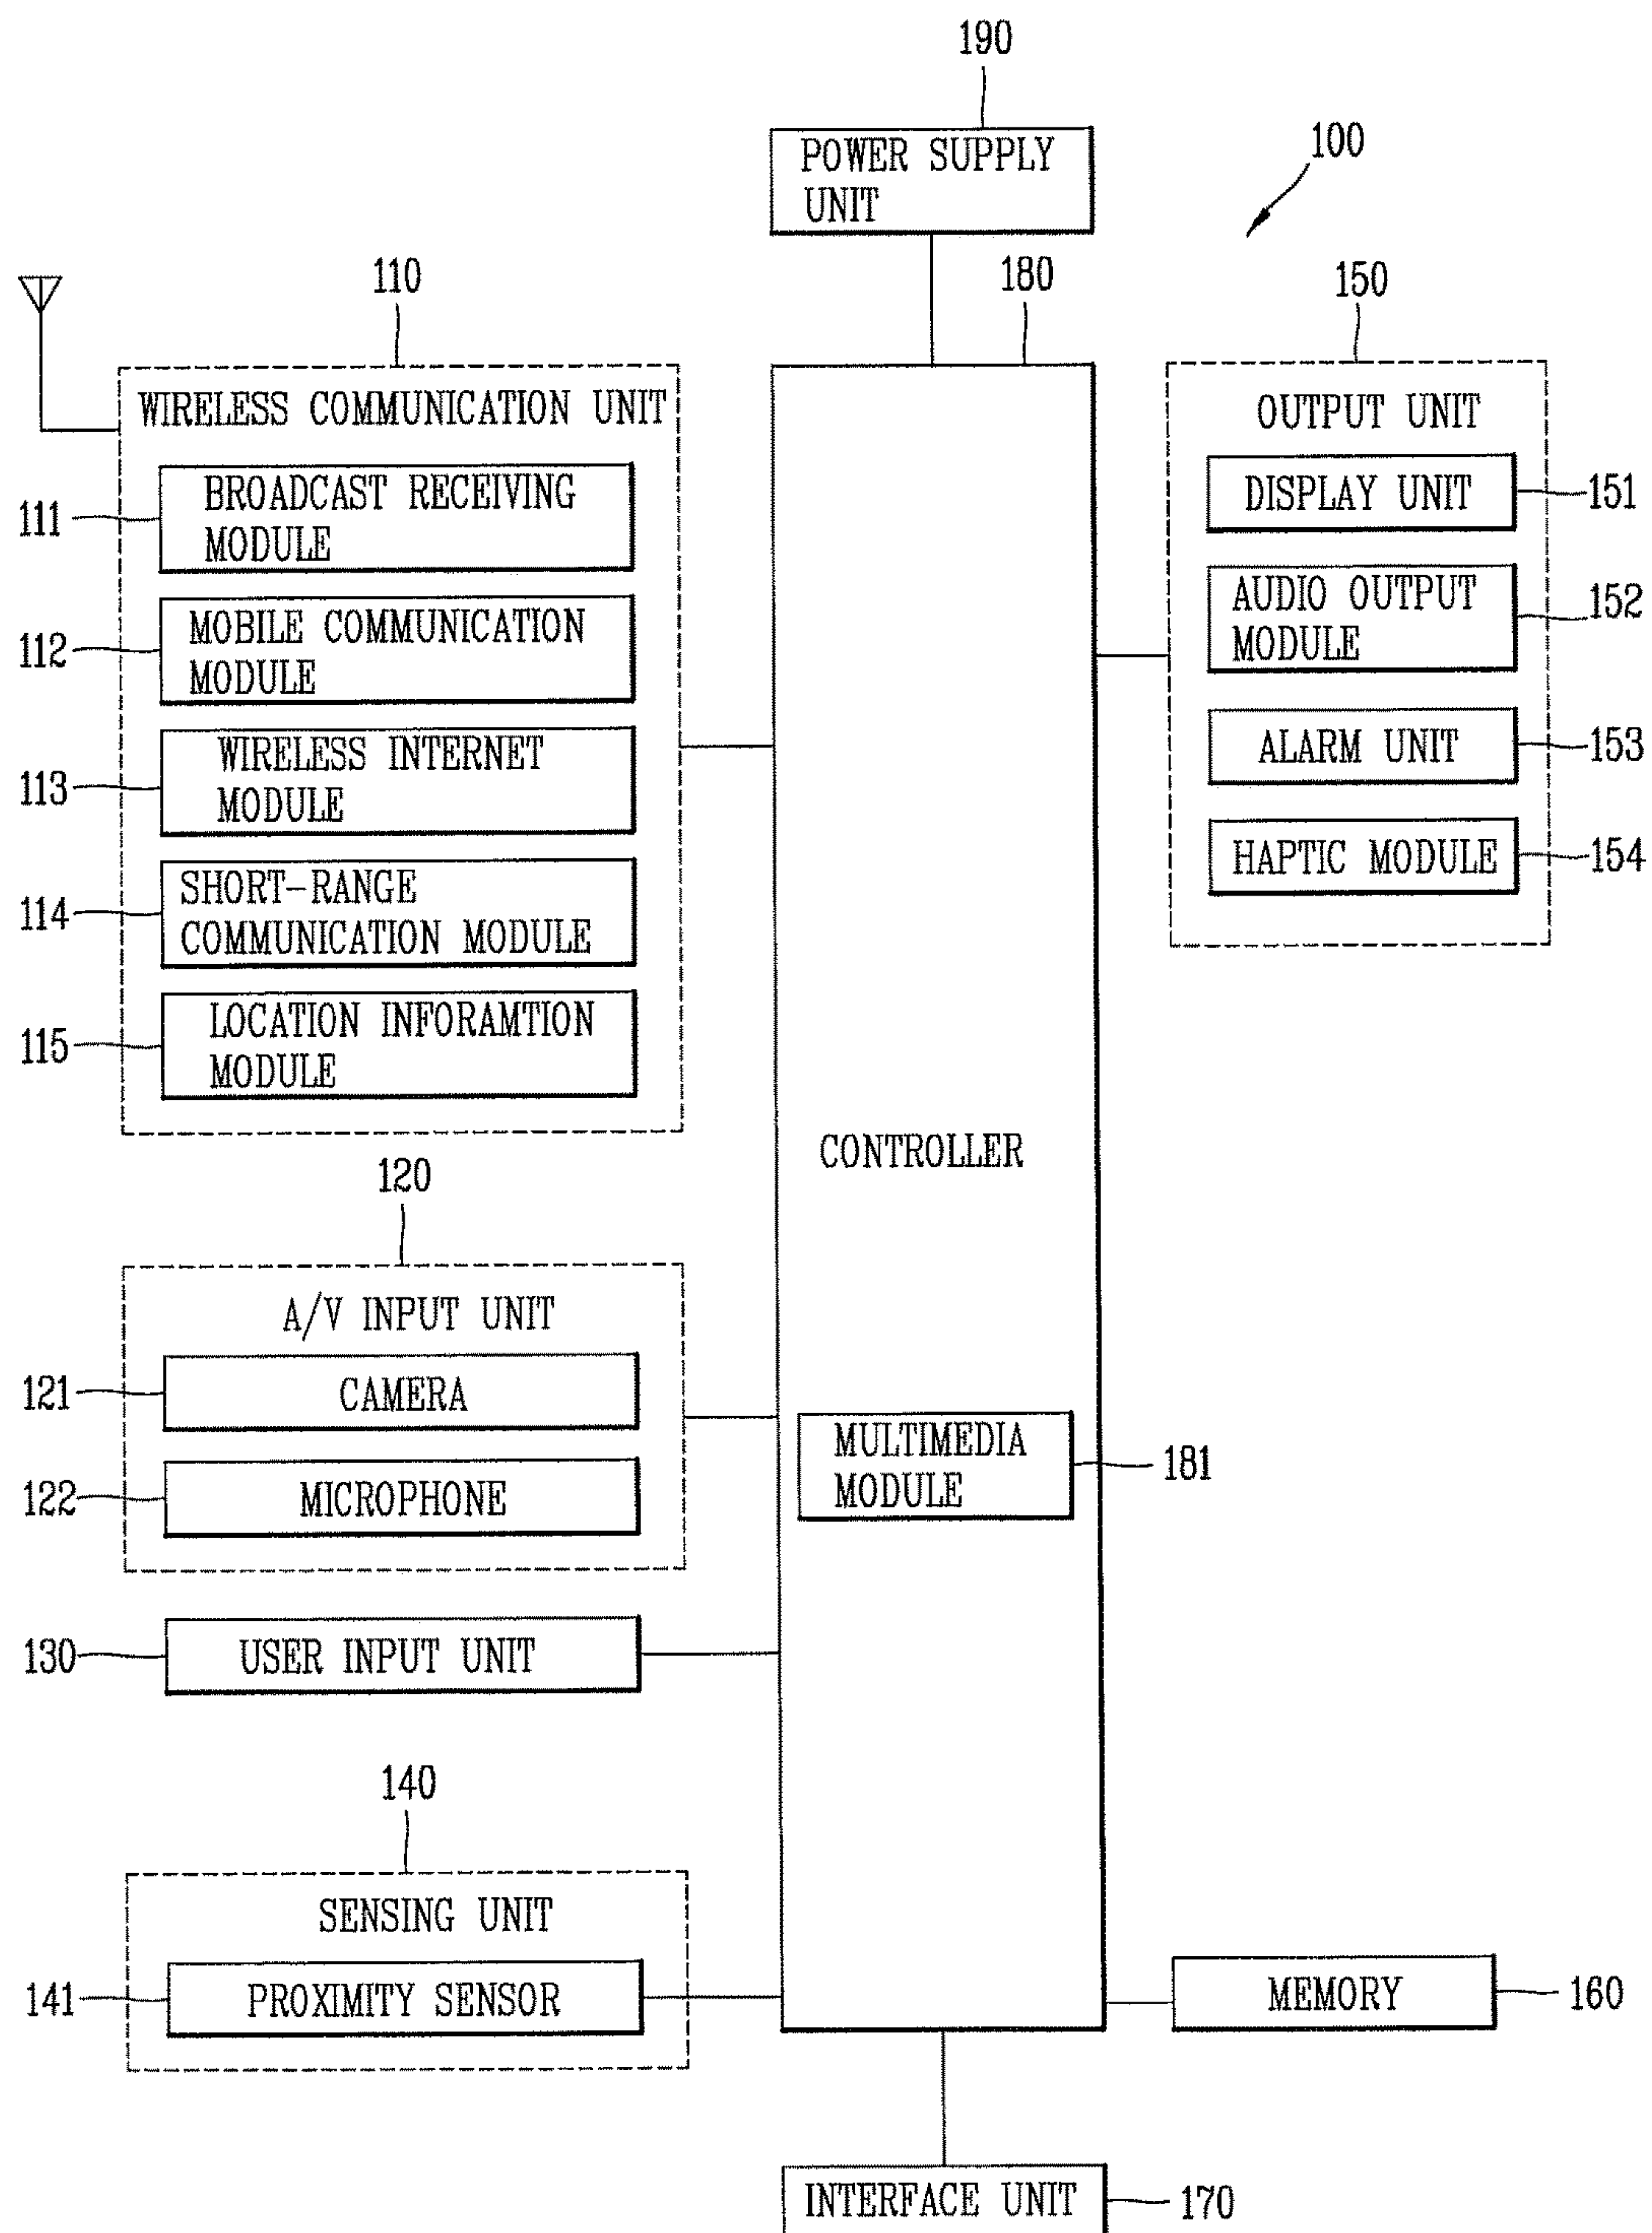 190
POWER SUPPLY
UNIT
100
110
180
150
WIRELESS COMMUNICATION UNIT
111
BROADCAST RECEIVING
MODULE
112
MOBILE COMMUNICATION
MODULE
113
WIRELESS INTERNET
MODULE
114
SHORT-RANGE
COMMUNICATION MODULE
115
LOCATION INFORAMTION
MODULE
OUTPUT UNIT
DISPLAY UNIT
151
AUDIO OUTPUT
MODULE
152
ALARM UNIT
153
HAPTIC MODULE
154
CONTROLLER
120
A/V INPUT UNIT
121
CAMERA
122
MICROPHONE
MULTIMEDIA
MODULE
181
130
USER INPUT UNIT
140
SENSING UNIT
141
PROXIMITY SENSOR
MEMORY
160
INTERFACE UNIT
170